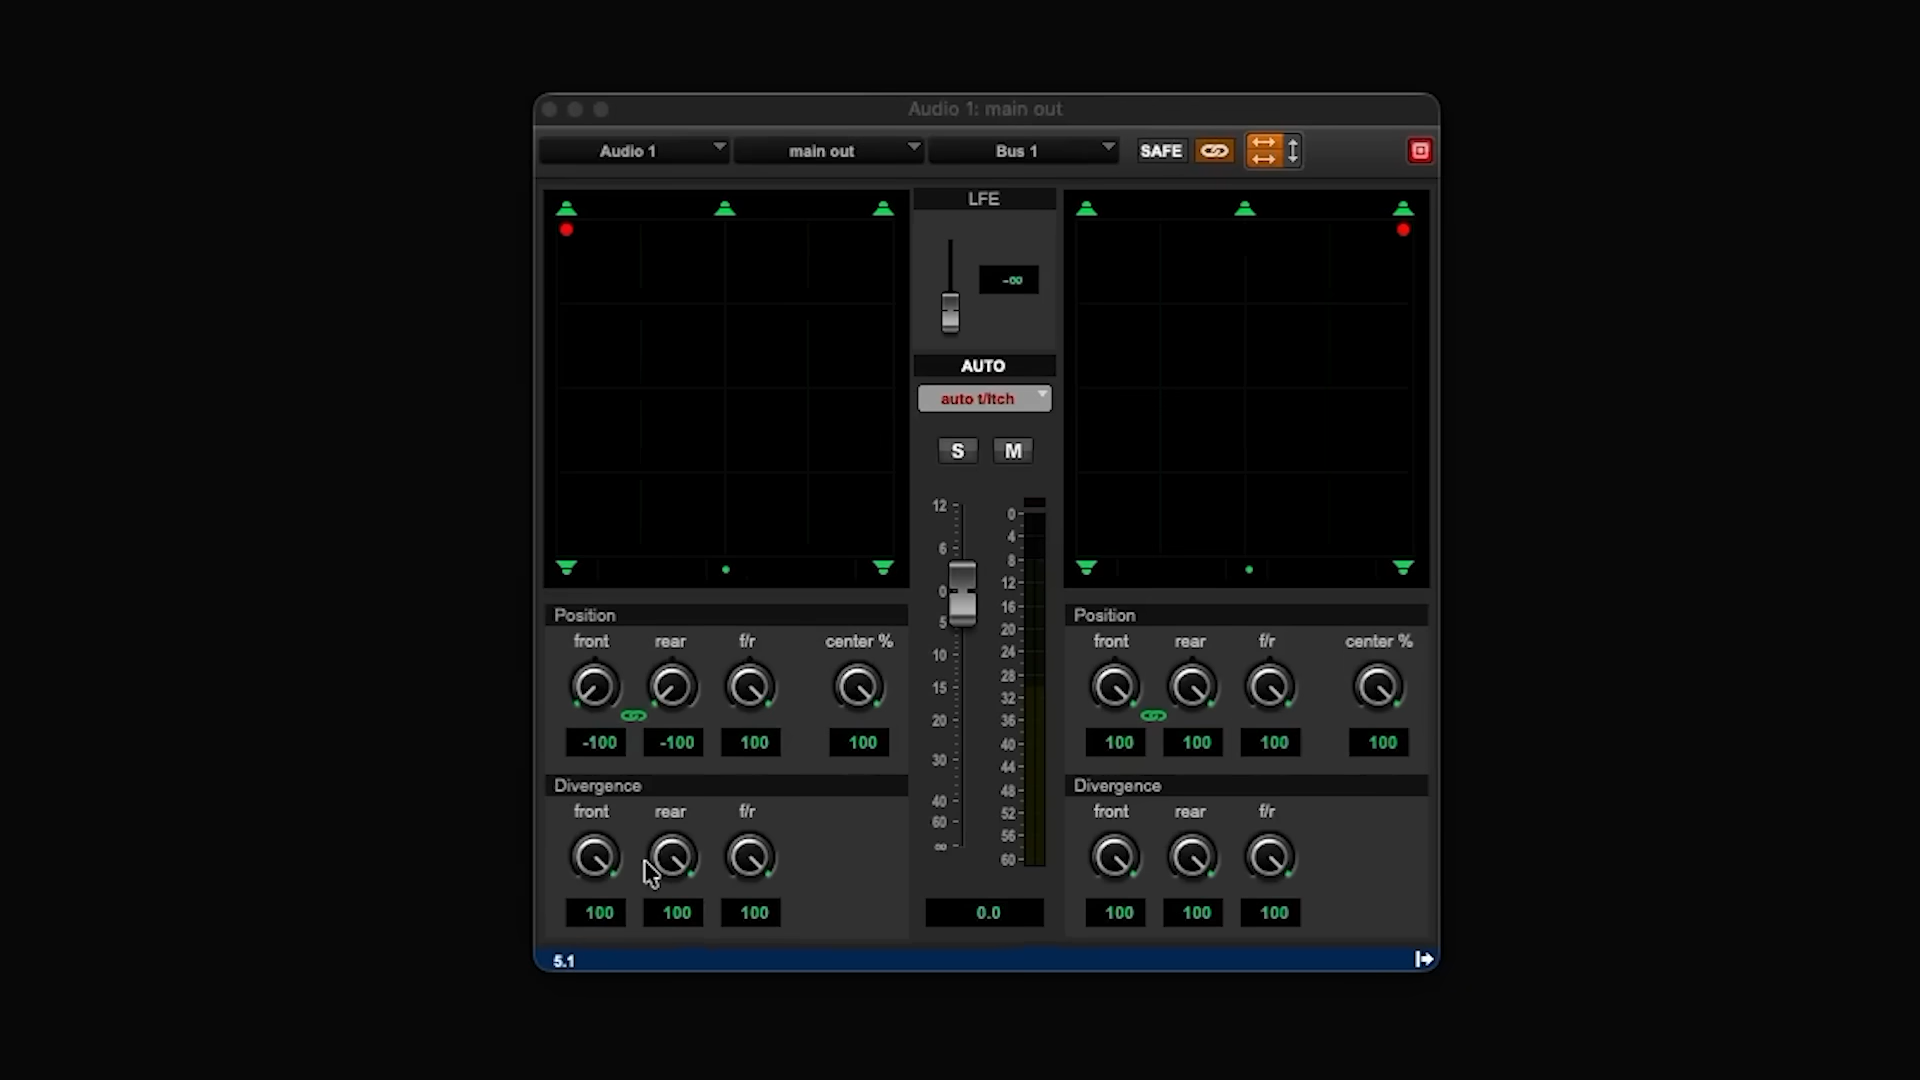 Audio 1: main out
Audio 1 main out Bus 1 SAFE
LFE
-∞
AUTO
auto t/ltch
S M
12 6 0 5 10 15 20 30 40 60 ∞
0 4 8 12 16 20 24 28 32 36 40 44 48 52 56 60
0.0
Position
front rear f/r center %
-100 -100 100 100
Divergence
front rear f/r
100 100 100
Position
front rear f/r center %
100 100 100 100
Divergence
front rear f/r
100 100 100
5.1